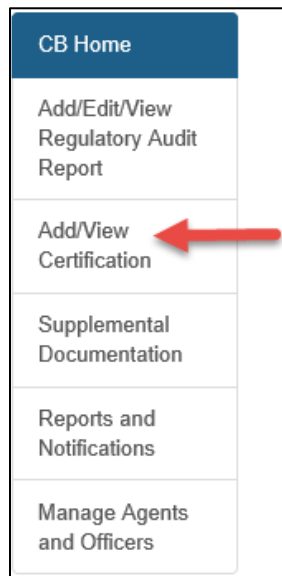 CB Home
Add/Edit/View
Regulatory Audit
Report
Add/View
Certification
Supplemental
Documentation
Reports and
Notifications
Manage Agents
and Officers